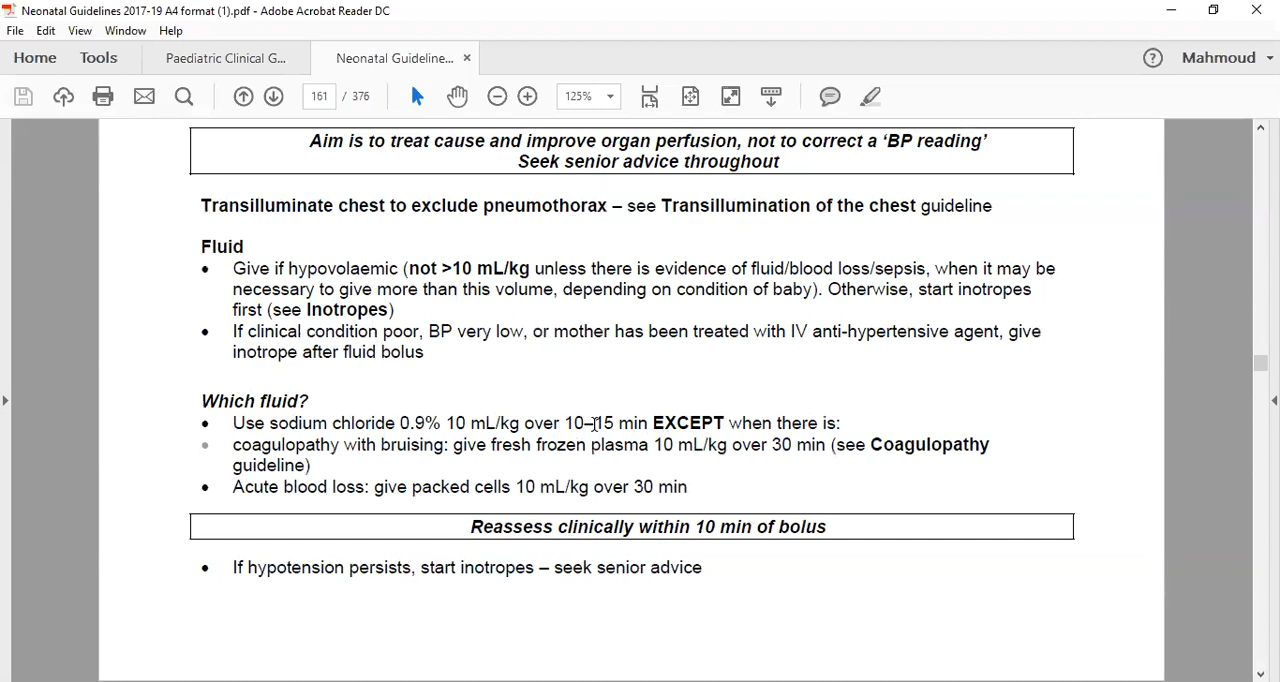 Neonatal Guidelines 2017-19 A4 format (1).pdf - Adobe Acrobat Reader DC
File Edit View Window Help
Home Tools Paediatric Clinical G... Neonatal Guideline... × ? Mahmoud
161 / 376 125%
Aim is to treat cause and improve organ perfusion, not to correct a ‘BP reading’
Seek senior advice throughout
Transilluminate chest to exclude pneumothorax – see Transillumination of the chest guideline
Fluid
• Give if hypovolaemic (not >10 mL/kg unless there is evidence of fluid/blood loss/sepsis, when it may be
necessary to give more than this volume, depending on condition of baby). Otherwise, start inotropes
first (see Inotropes)
• If clinical condition poor, BP very low, or mother has been treated with IV anti-hypertensive agent, give
inotrope after fluid bolus
Which fluid?
• Use sodium chloride 0.9% 10 mL/kg over 10–15 min EXCEPT when there is:
• coagulopathy with bruising: give fresh frozen plasma 10 mL/kg over 30 min (see Coagulopathy
guideline)
• Acute blood loss: give packed cells 10 mL/kg over 30 min
Reassess clinically within 10 min of bolus
• If hypotension persists, start inotropes – seek senior advice